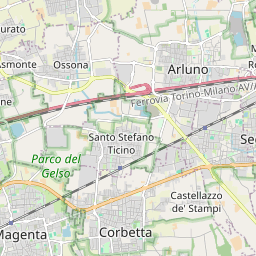 urato
Ossona
Asmonte
Arluno
M
R
ne
Ferrovia Torino-Milano AV/A
Santo Stefano
Ticino
Se
Parco del
Gelso
Castellazzo
de' Stampi
Magenta
Corbetta